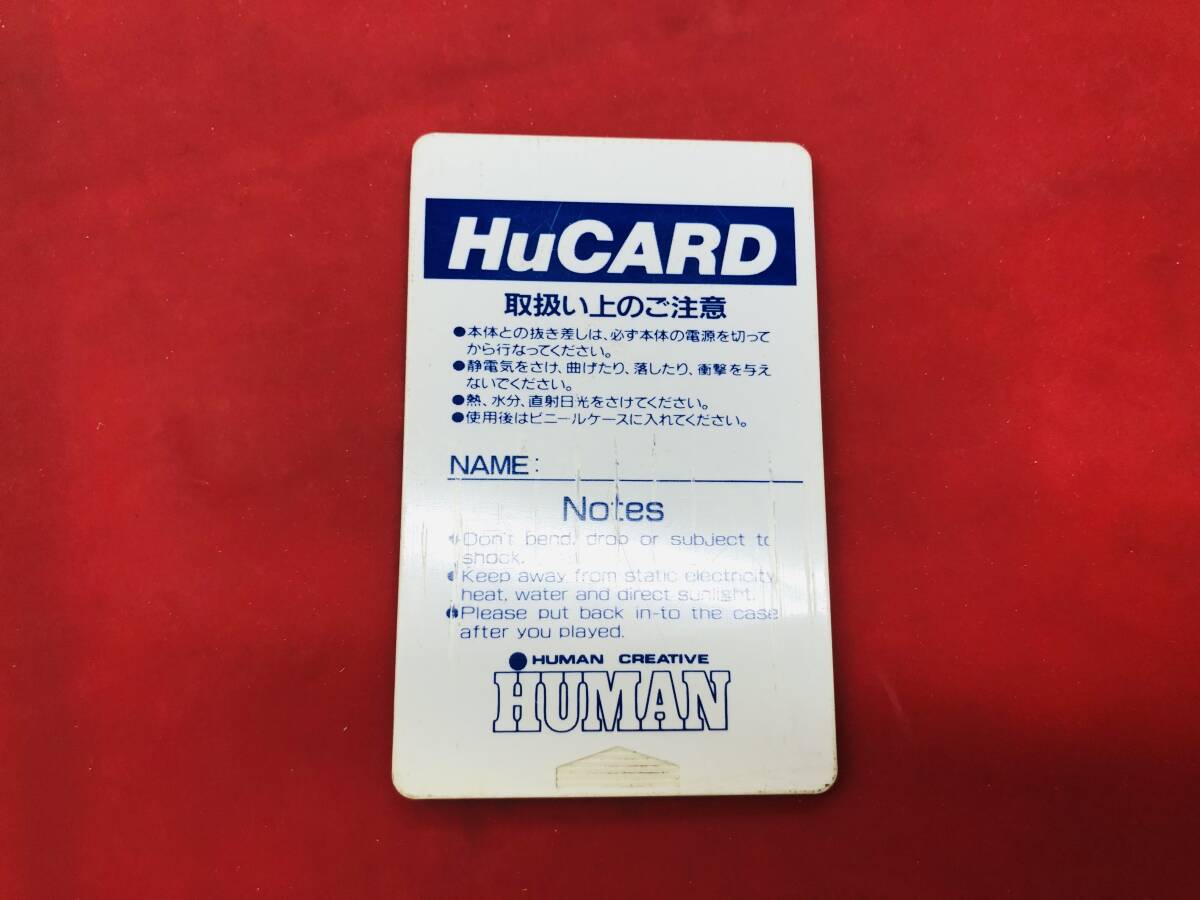 HuCARD
取扱い上のご注意
●本体との抜き差しは、必ず本体の電源を切って
から行なってください。
●静電気をさけ、曲げたり、落したり、衝撃を与え
ないでください。
●熱、水分、直射日光をさけてください。
●使用後はビニールケースに入れてください。
NAME:
Notes
●Don't bend, drop or subject to
shock.
●Keep away from static electricity,
heat, water and direct sunlight.
●Please put back in-to the case
after you played.
HUMAN CREATIVE
HUMAN